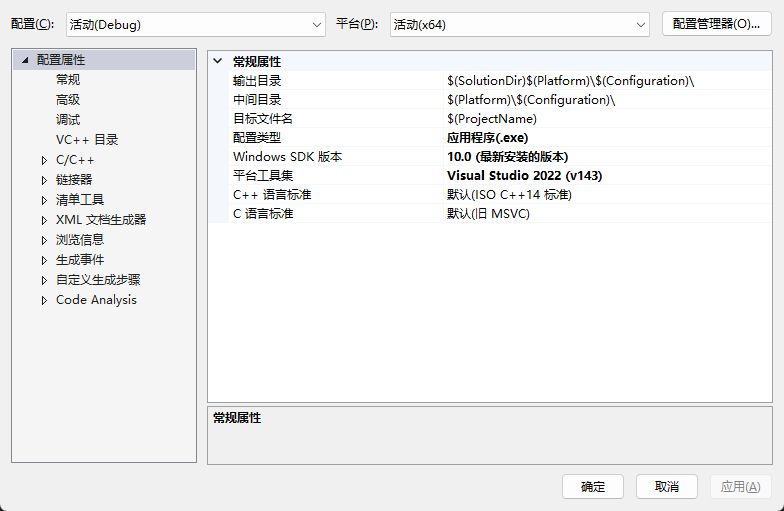 配置(C): 活动(Debug) 平台(P): 活动(x64) 配置管理器(O)...
配置属性
常规
高级
调试
VC++ 目录
C/C++
链接器
清单工具
XML 文档生成器
浏览信息
生成事件
自定义生成步骤
Code Analysis
常规属性
输出目录 $(SolutionDir)$(Platform)\$(Configuration)\
中间目录 $(Platform)\$(Configuration)\
目标文件名 $(ProjectName)
配置类型 应用程序(.exe)
Windows SDK 版本 10.0 (最新安装的版本)
平台工具集 Visual Studio 2022 (v143)
C++ 语言标准 默认(ISO C++14 标准)
C 语言标准 默认(旧 MSVC)
常规属性
确定 取消 应用(A)